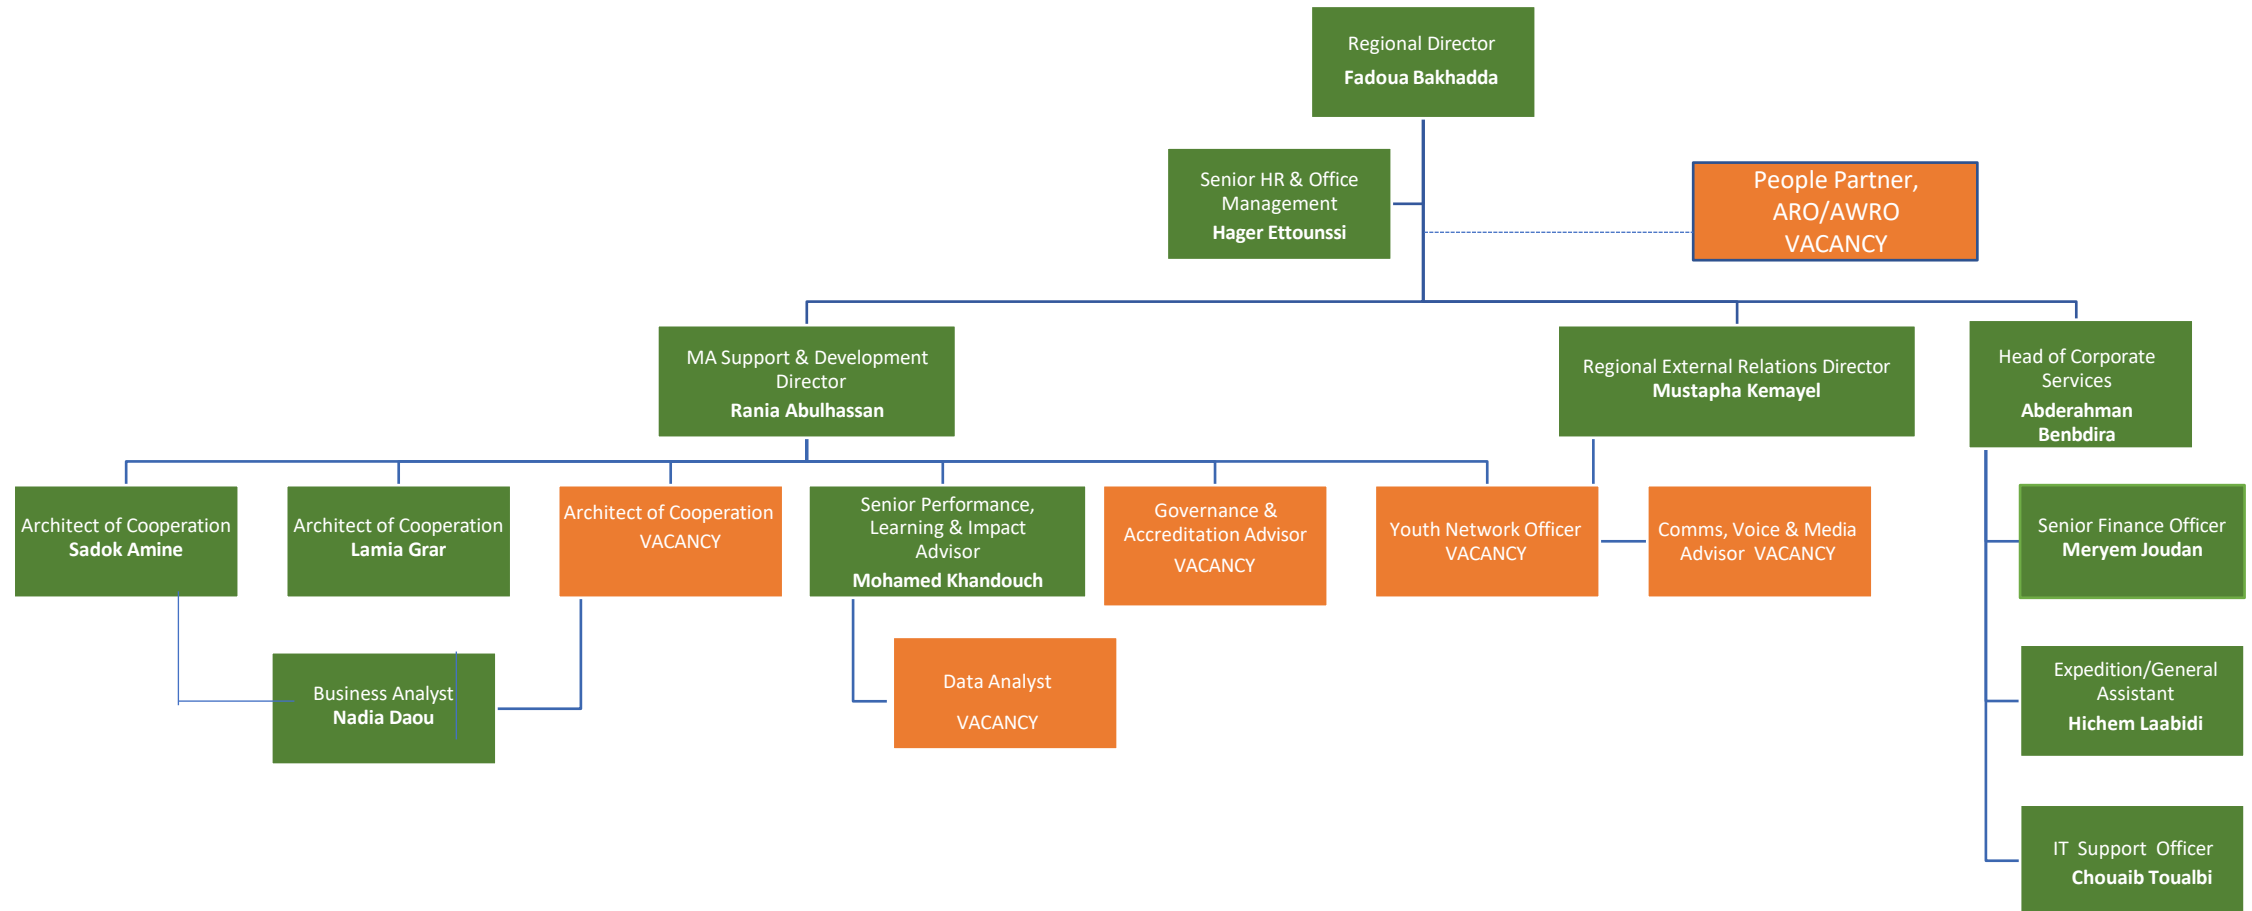 Regional Director
Fadoua Bakhadda
Senior HR & Office
Management
Hager Ettounssi
People Partner,
ARO/AWRO
VACANCY
MA Support & Development
Director
Rania Abulhassan
Regional External Relations Director
Mustapha Kemayel
Head of Corporate
Services
Abderahman
Benbdira
Architect of Cooperation
Sadok Amine
Architect of Cooperation
Lamia Grar
Architect of Cooperation
VACANCY
Senior Performance,
Learning & Impact
Advisor
Mohamed Khandouch
Governance &
Accreditation Advisor
VACANCY
Youth Network Officer
VACANCY
Comms, Voice & Media
Advisor VACANCY
Senior Finance Officer
Meryem Joudan
Business Analyst
Nadia Daou
Data Analyst
VACANCY
Expedition/General
Assistant
Hichem Laabidi
IT Support Officer
Chouaib Toualbi